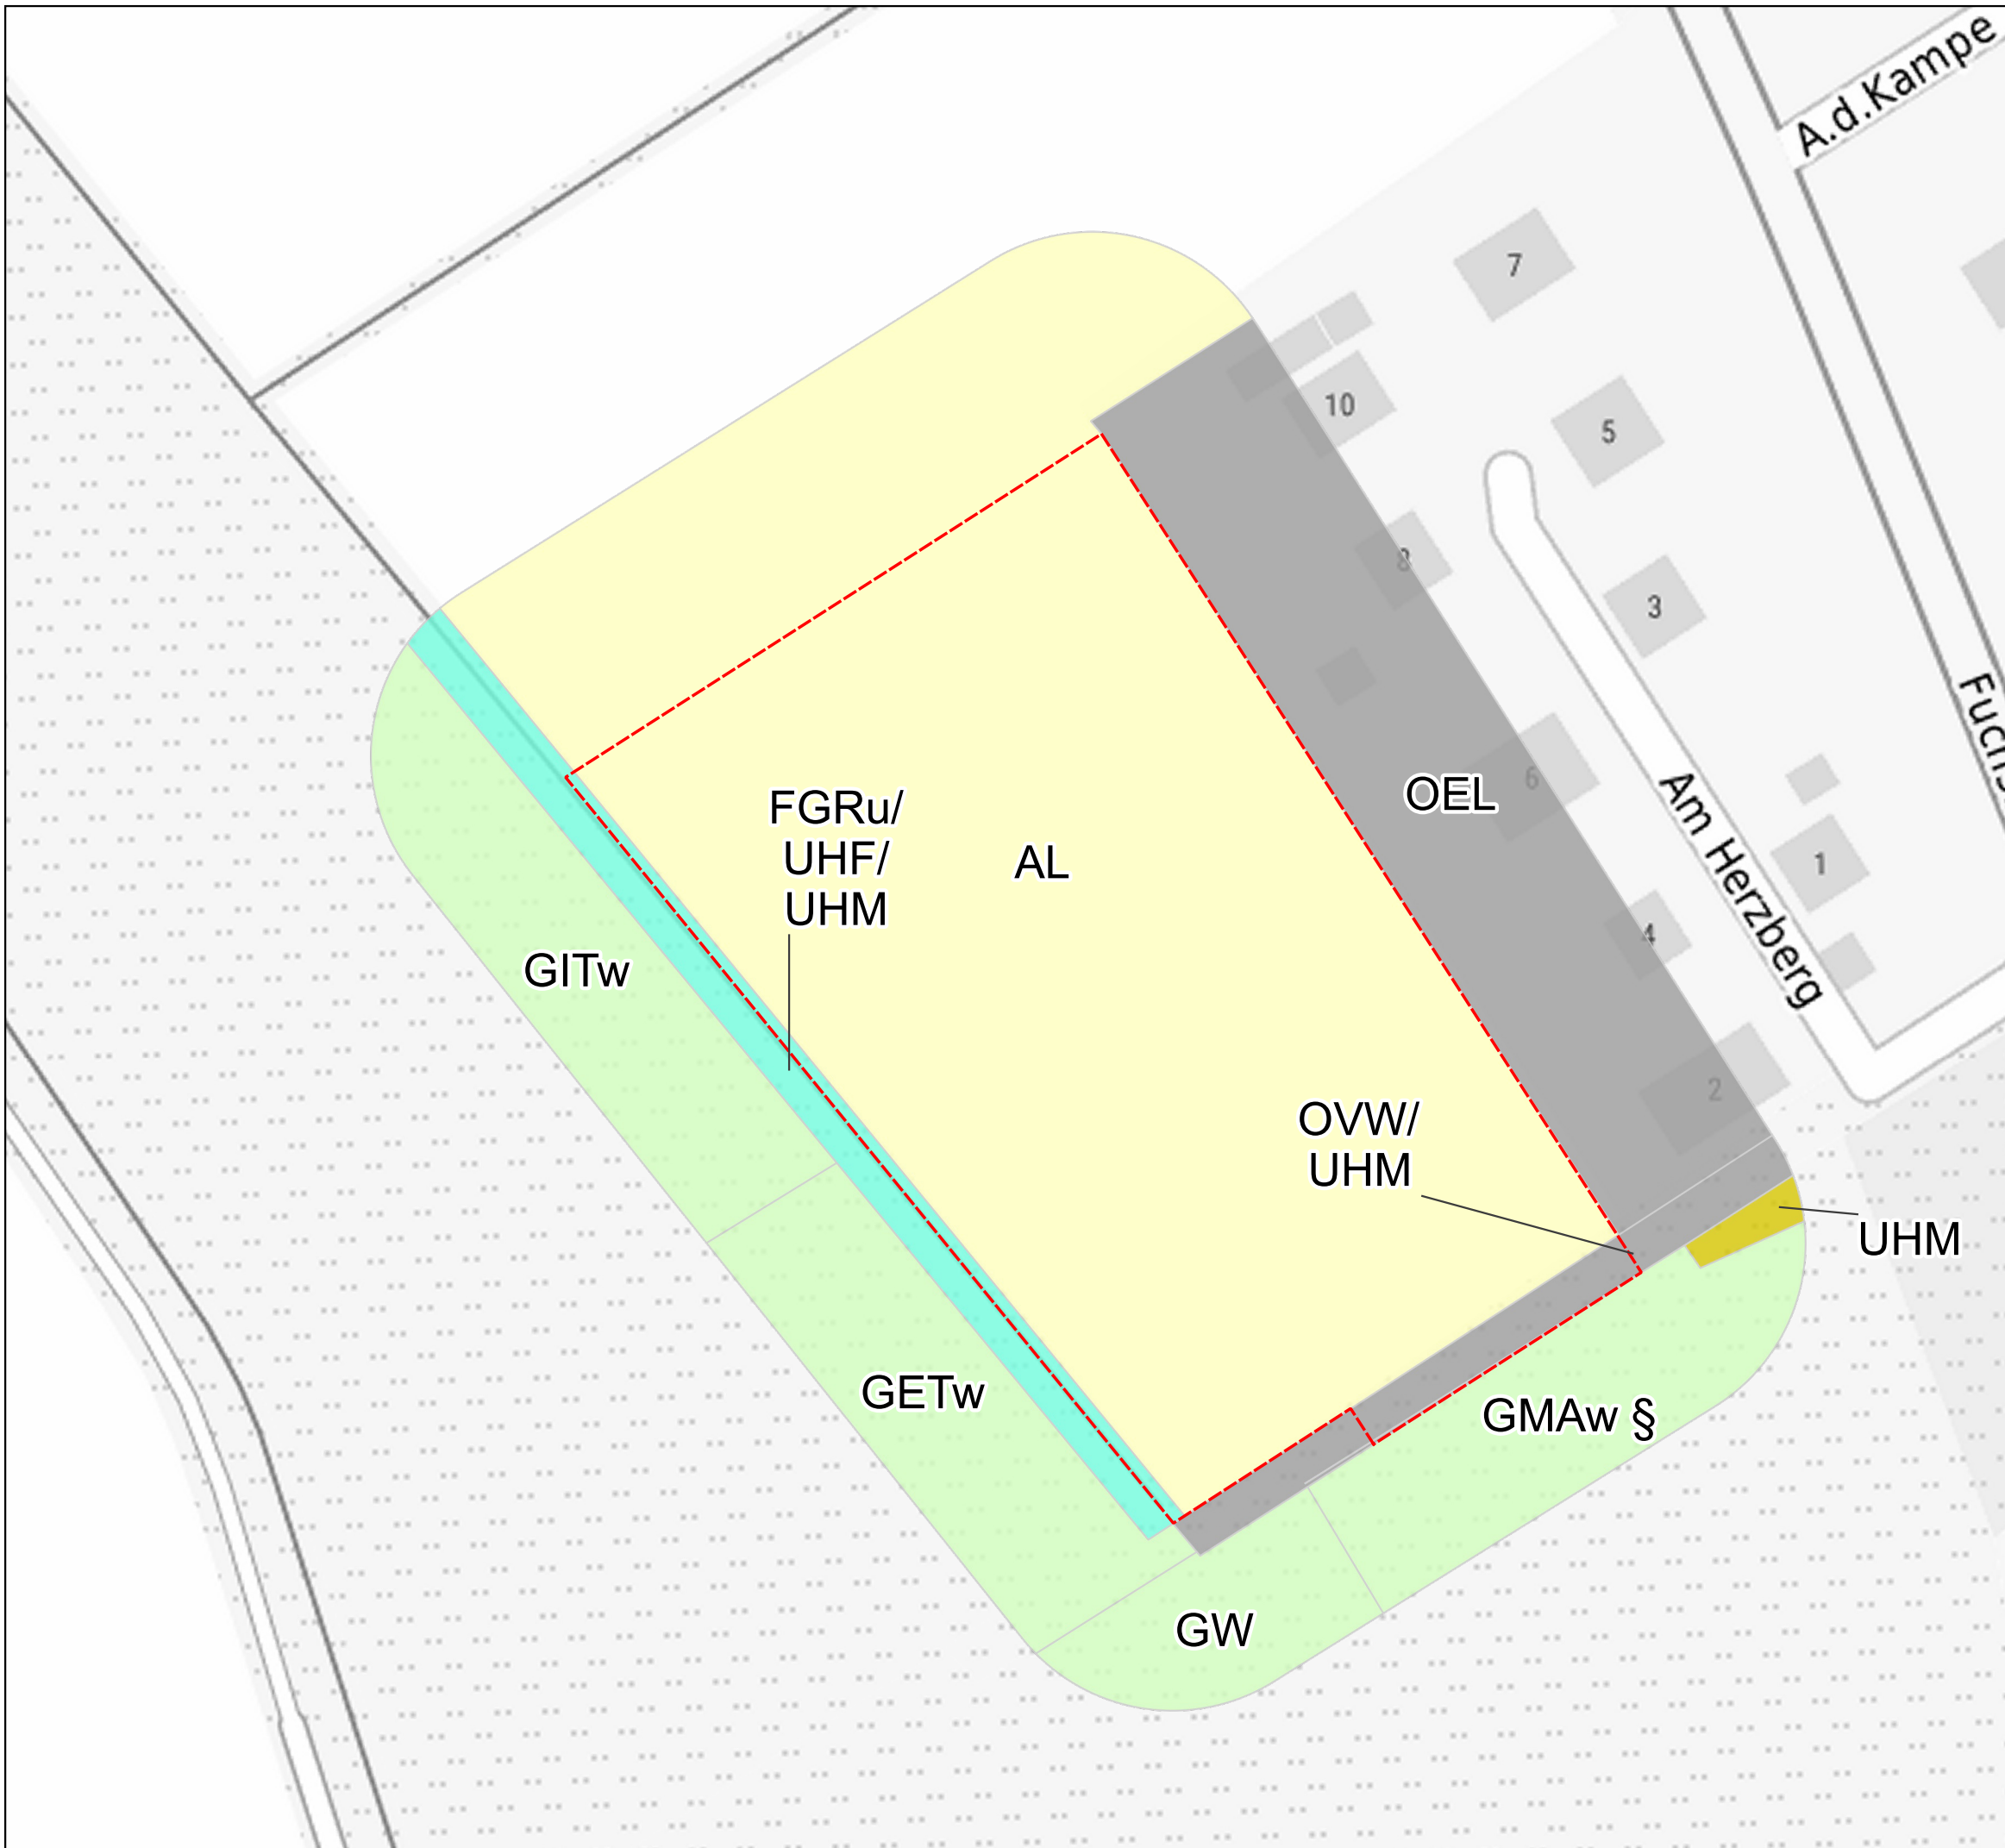 A.d.Kampe
7
10
5
8
3
Fuchs
FGRu/
UHF/
UHM
AL
OEL
6
Am Herzberg
1
4
GITw
2
OVW/
UHM
UHM
GETw
GMAw §
GW